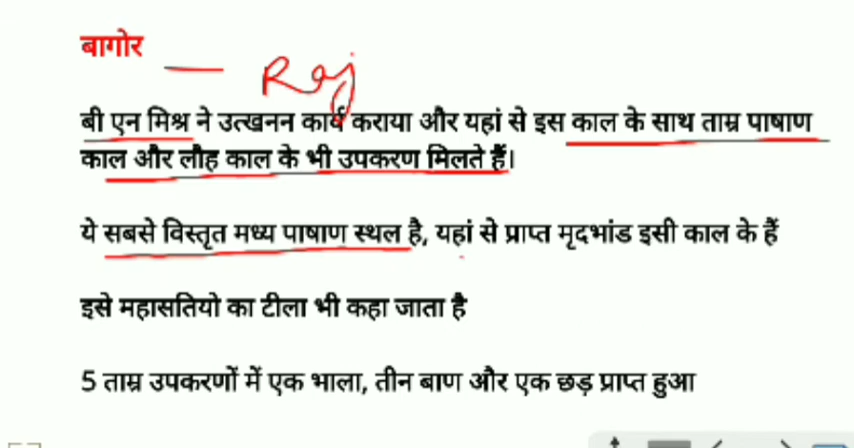 बागोर — Raj
बी एन मिश्र ने उत्खनन कार्य कराया और यहां से इस काल के साथ ताम्र पाषाण
काल और लौह काल के भी उपकरण मिलते हैं।
ये सबसे विस्तृत मध्य पाषाण स्थल है, यहां से प्राप्त मृदभांड इसी काल के हैं
इसे महासतियो का टीला भी कहा जाता है
5 ताम्र उपकरणों में एक भाला, तीन बाण और एक छड़ प्राप्त हुआ